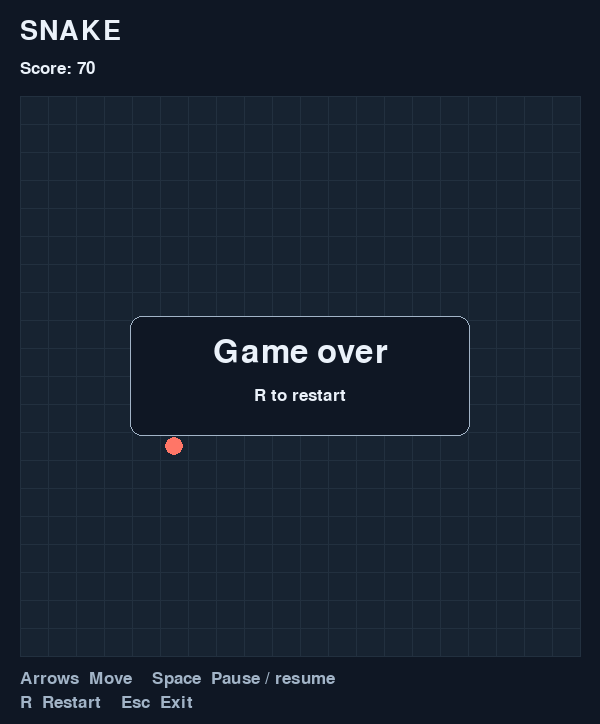 SNAKE
Score: 70
Game over
R to restart
Arrows  Move    Space  Pause / resume
R  Restart    Esc  Exit